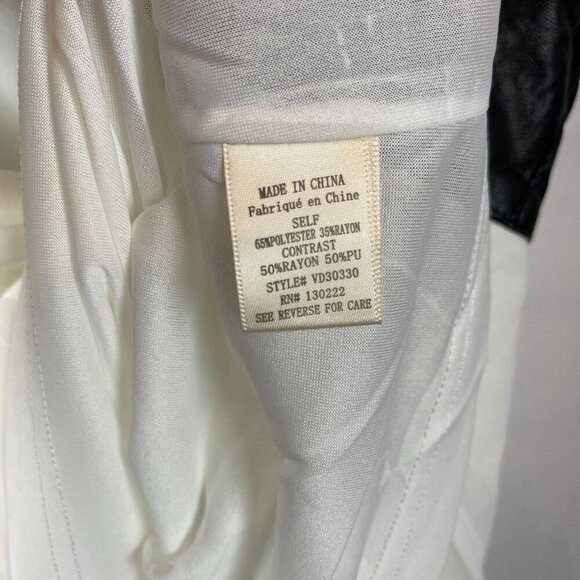 MADE IN CHINA
Fabriqué en Chine
SELF
65%POLYESTER 35%RAYON
CONTRAST
50%RAYON 50%PU
STYLE# VD30330
RN# 130222
SEE REVERSE FOR CARE